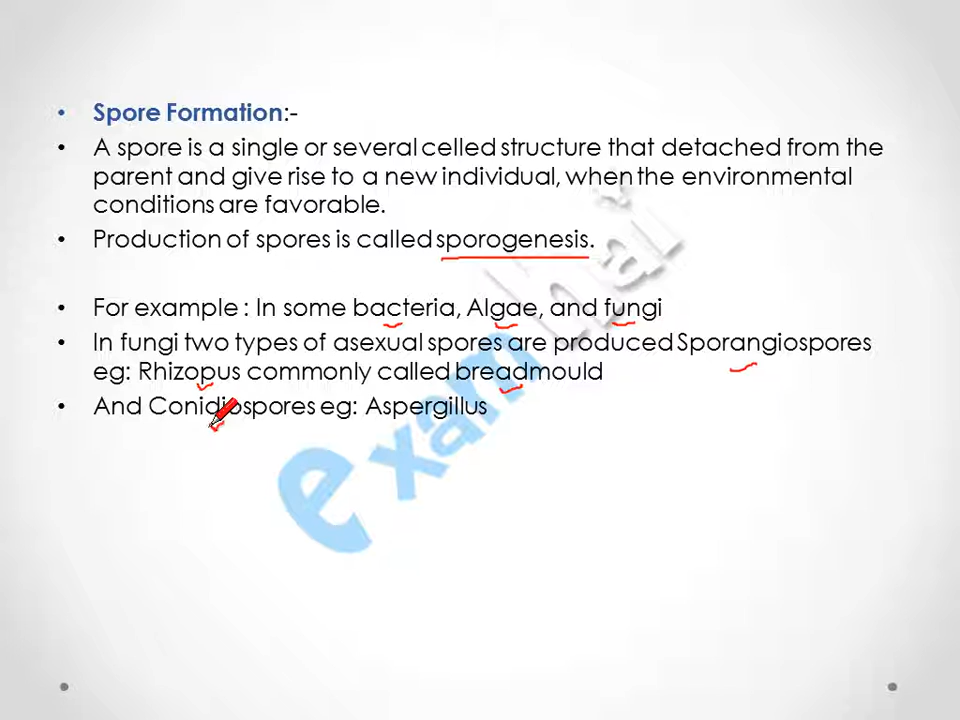 • Spore Formation:-
• A spore is a single or several celled structure that detached from the
parent and give rise to a new individual, when the environmental
conditions are favorable.
• Production of spores is called sporogenesis.
• For example : In some bacteria, Algae, and fungi
• In fungi two types of asexual spores are produced Sporangiospores
eg: Rhizopus commonly called breadmould
• And Conidiospores eg: Aspergillus
exam bhai